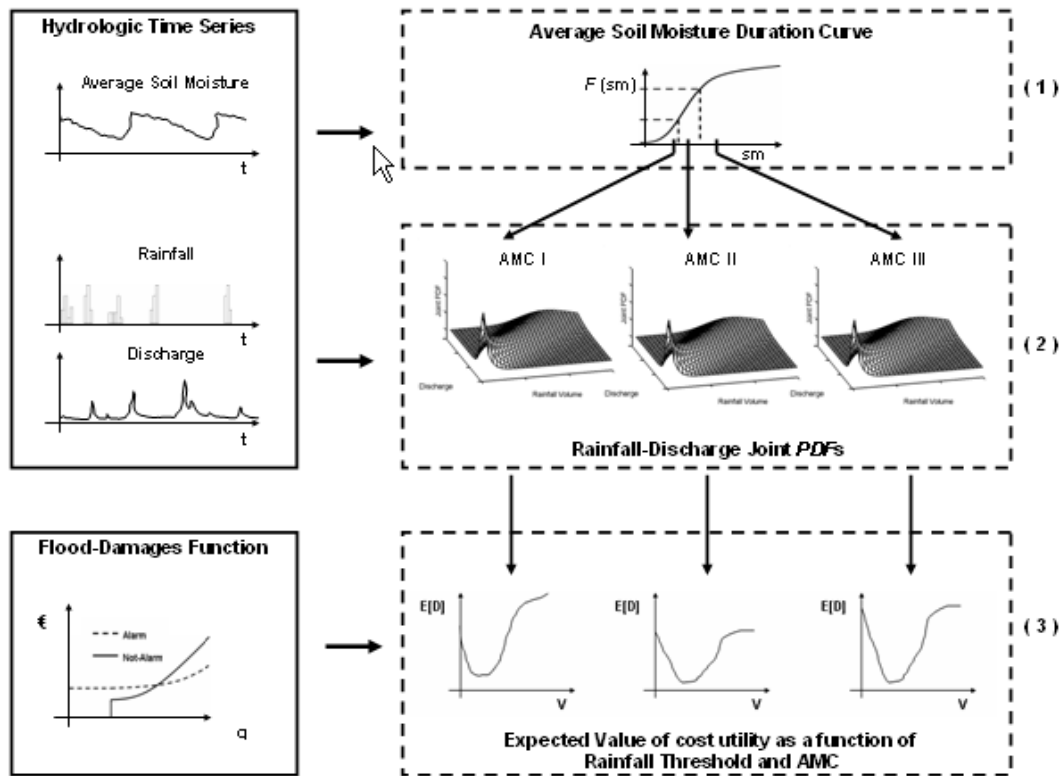 Hydrologic Time Series
Average Soil Moisture
t
Rainfall
t
Discharge
t
Average Soil Moisture Duration Curve
F (sm)
sm
( 1 )
AMC I
AMC II
AMC III
Joint PDF
Discharge
Rainfall Volume
Joint PDF
Discharge
Rainfall Volume
Joint PDF
Discharge
Rainfall Volume
Rainfall-Discharge Joint PDFs
( 2 )
Flood-Damages Function
€
Alarm
Not-Alarm
q
E[D]
V
E[D]
V
E[D]
V
( 3 )
Expected Value of cost utility as a function of
Rainfall Threshold and AMC